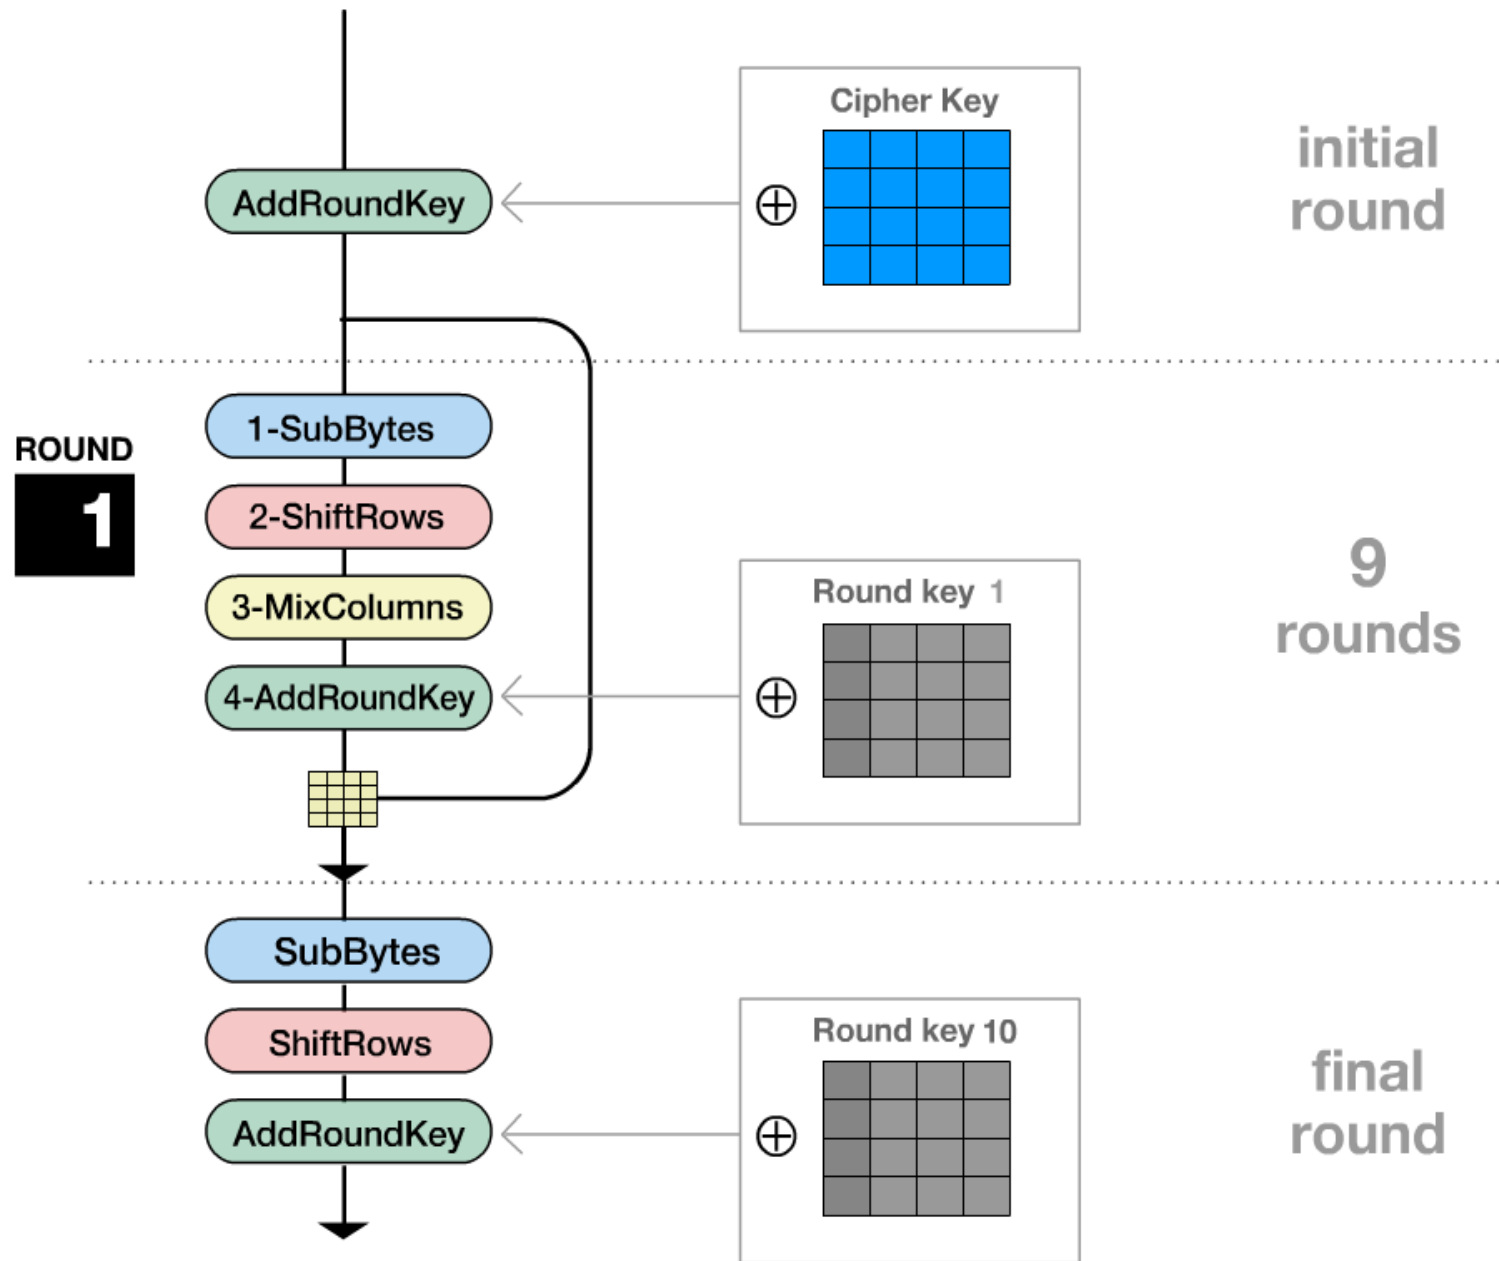 Cipher Key
AddRoundKey
initial
round
1-SubBytes
ROUND
1
2-ShiftRows
3-MixColumns
4-AddRoundKey
Round key 1
9
rounds
SubBytes
ShiftRows
AddRoundKey
Round key 10
final
round